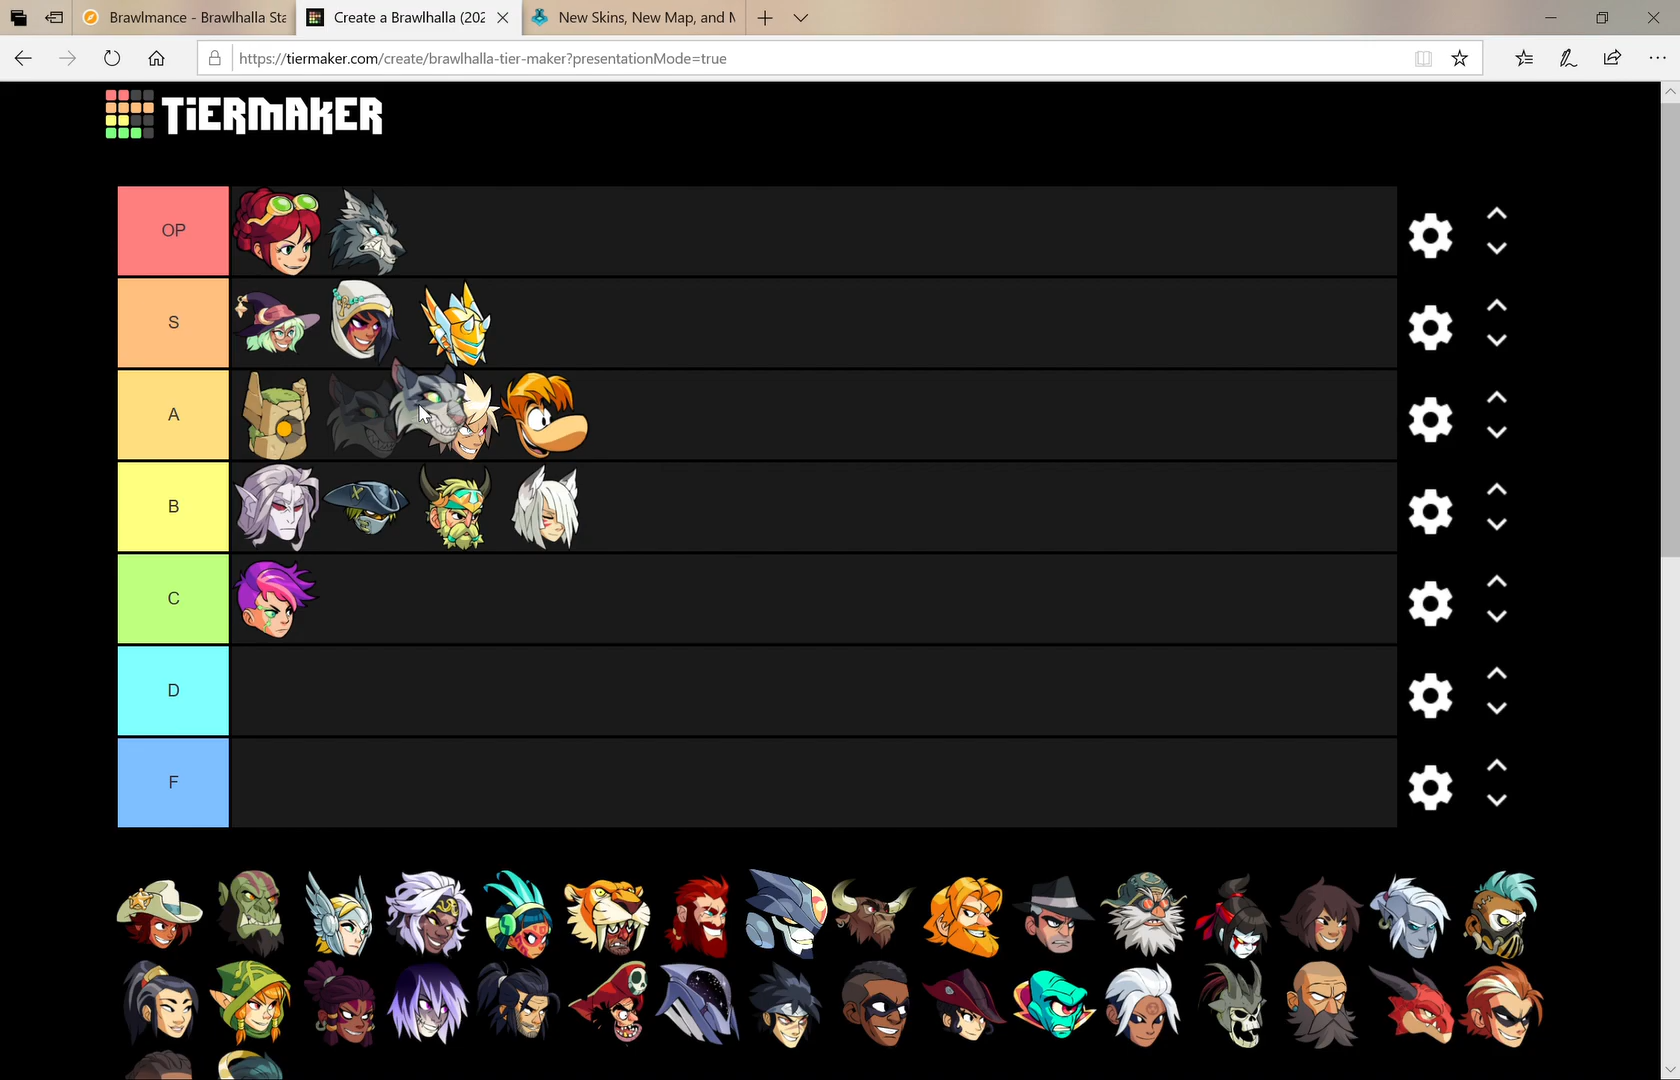 Brawlmance - Brawlhalla Sta
Create a Brawlhalla (202
New Skins, New Map, and M
https://tiermaker.com/create/brawlhalla-tier-maker?presentationMode=true
TIERMAKER
OP
S
A
B
C
D
F